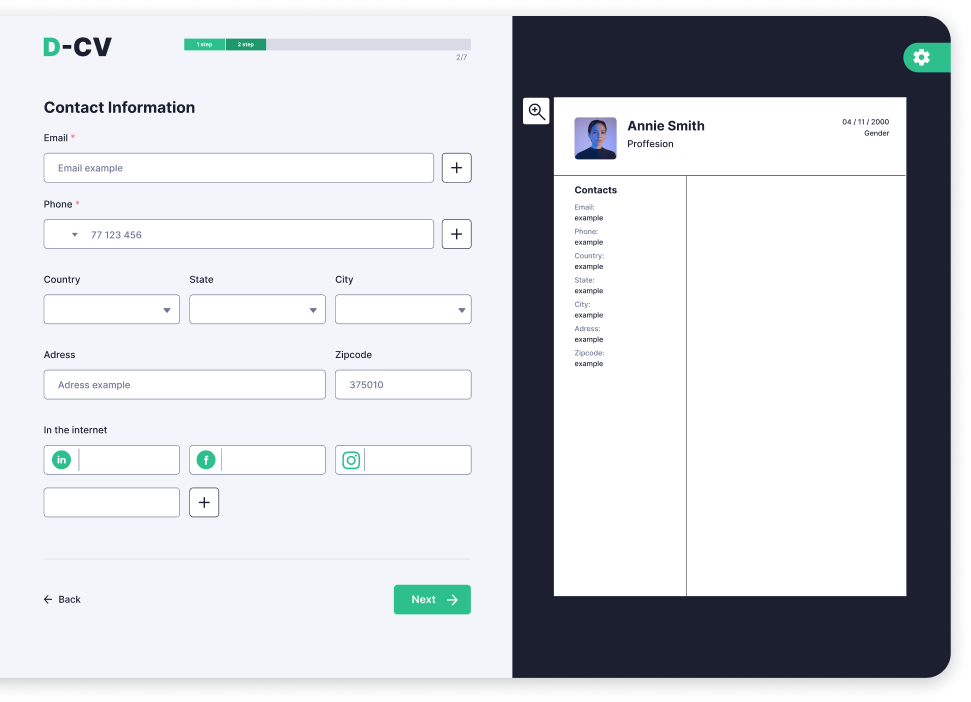 D-CV
1 step 2 step
2/7
Contact Information
Email *
Email example
+
Phone *
77 123 456
+
Country State City
Adress Zipcode
Adress example 375010
In the internet
in f
+
← Back Next →
Annie Smith
Proffesion
04 / 11 / 2000
Gender
Contacts
Email:
example
Phone:
example
Country:
example
State:
example
City:
example
Adress:
example
Zipcode:
example